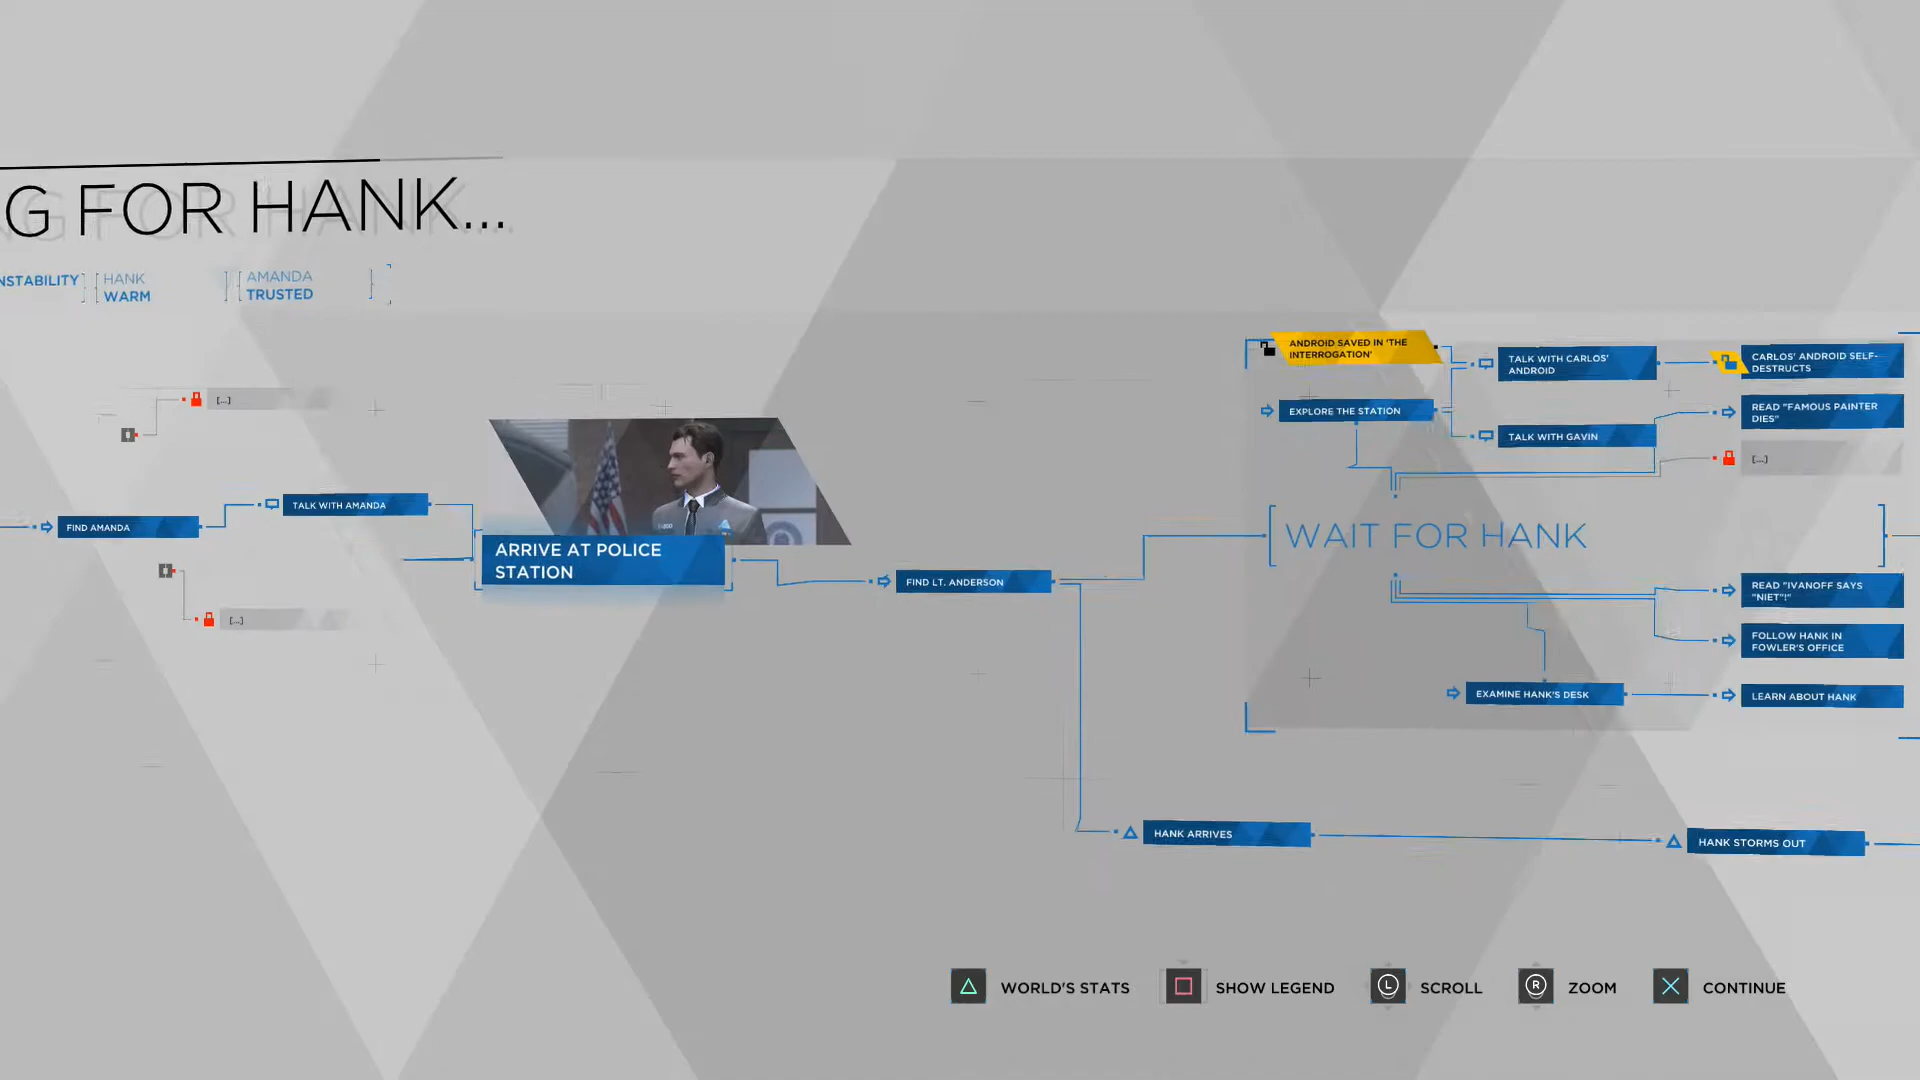 G FOR HANK...
NSTABILITY
HANK
WARM
AMANDA
TRUSTED
[...]
FIND AMANDA
TALK WITH AMANDA
[...]
ARRIVE AT POLICE
STATION
FIND LT. ANDERSON
ANDROID SAVED IN 'THE
INTERROGATION'
EXPLORE THE STATION
TALK WITH CARLOS'
ANDROID
TALK WITH GAVIN
CARLOS' ANDROID SELF-
DESTRUCTS
READ "FAMOUS PAINTER
DIES"
[...]
WAIT FOR HANK
READ "IVANOFF SAYS
"NIET"!"
FOLLOW HANK IN
FOWLER'S OFFICE
EXAMINE HANK'S DESK
LEARN ABOUT HANK
HANK ARRIVES
HANK STORMS OUT
WORLD'S STATS
SHOW LEGEND
L
SCROLL
R
ZOOM
CONTINUE